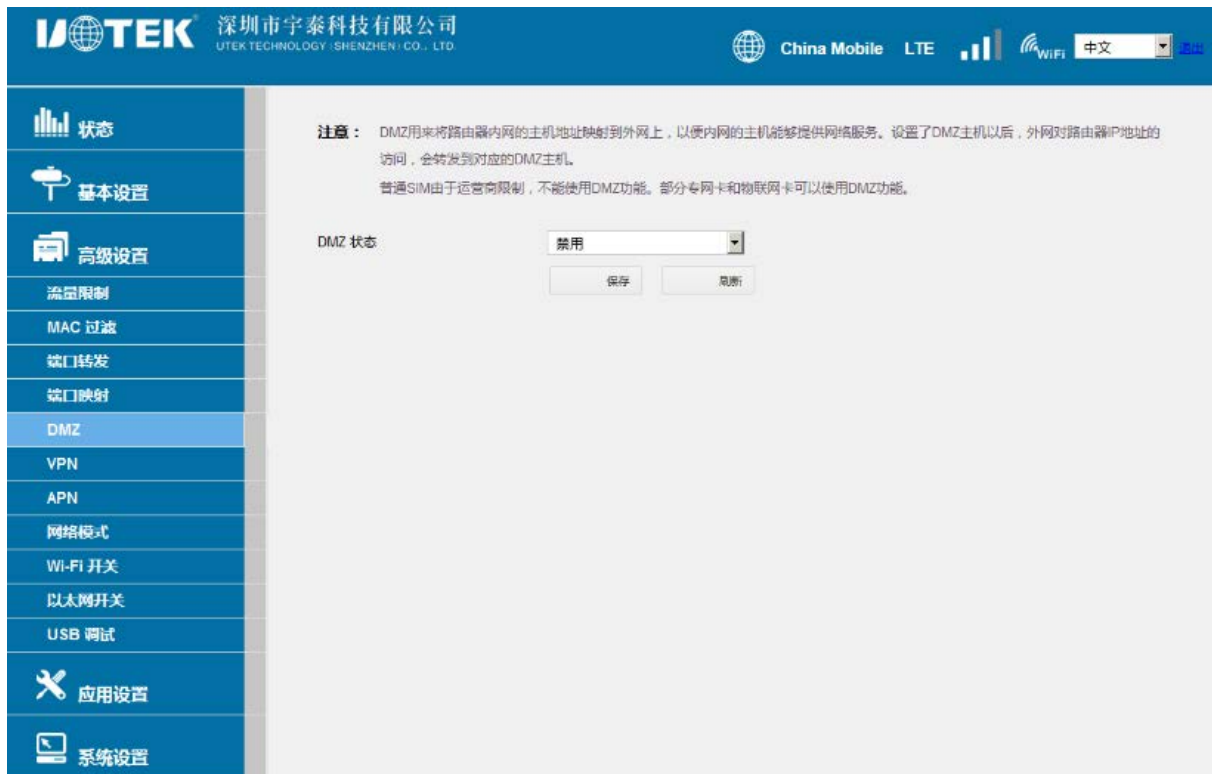 UOTEK 深圳市宇泰科技有限公司
UTEK TECHNOLOGY (SHENZHEN) CO., LTD.
China Mobile LTE WiFi 中文 退出
状态
基本设置
高级设置
流量限制
MAC 过滤
端口转发
端口映射
DMZ
VPN
APN
网络模式
Wi-Fi 开关
以太网开关
USB 调试
应用设置
系统设置
注意： DMZ用来将路由器内网的主机地址映射到外网上，以便内网的主机能够提供网络服务。设置了DMZ主机以后，外网对路由器IP地址的
访问，会转发到对应的DMZ主机。
普通SIM由于运营商限制，不能使用DMZ功能。部分专网卡和物联网卡可以使用DMZ功能。
DMZ 状态 禁用
保存 刷新